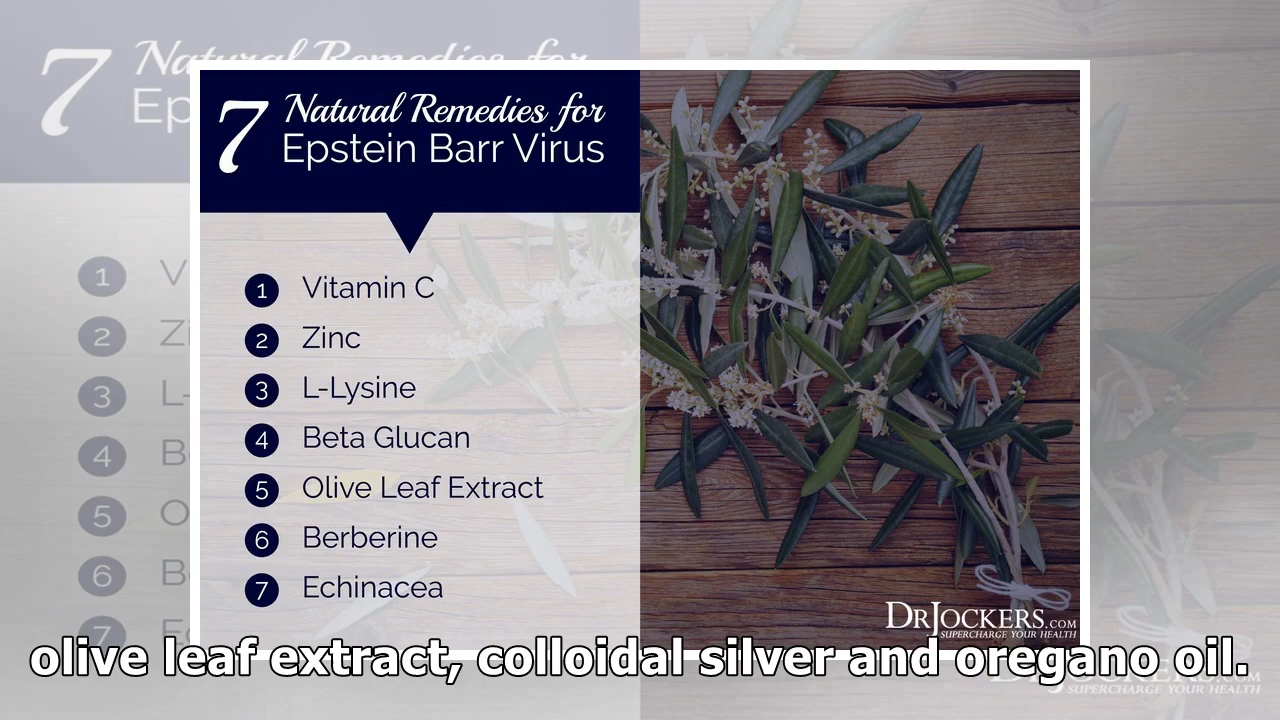 7 Natural Remedies for
Epstein Barr Virus
1 Vitamin C
2 Zinc
3 L-Lysine
4 Beta Glucan
5 Olive Leaf Extract
6 Berberine
7 Echinacea
DRJOCKERS.COM
SUPERCHARGE YOUR HEALTH
olive leaf extract, colloidal silver and oregano oil.